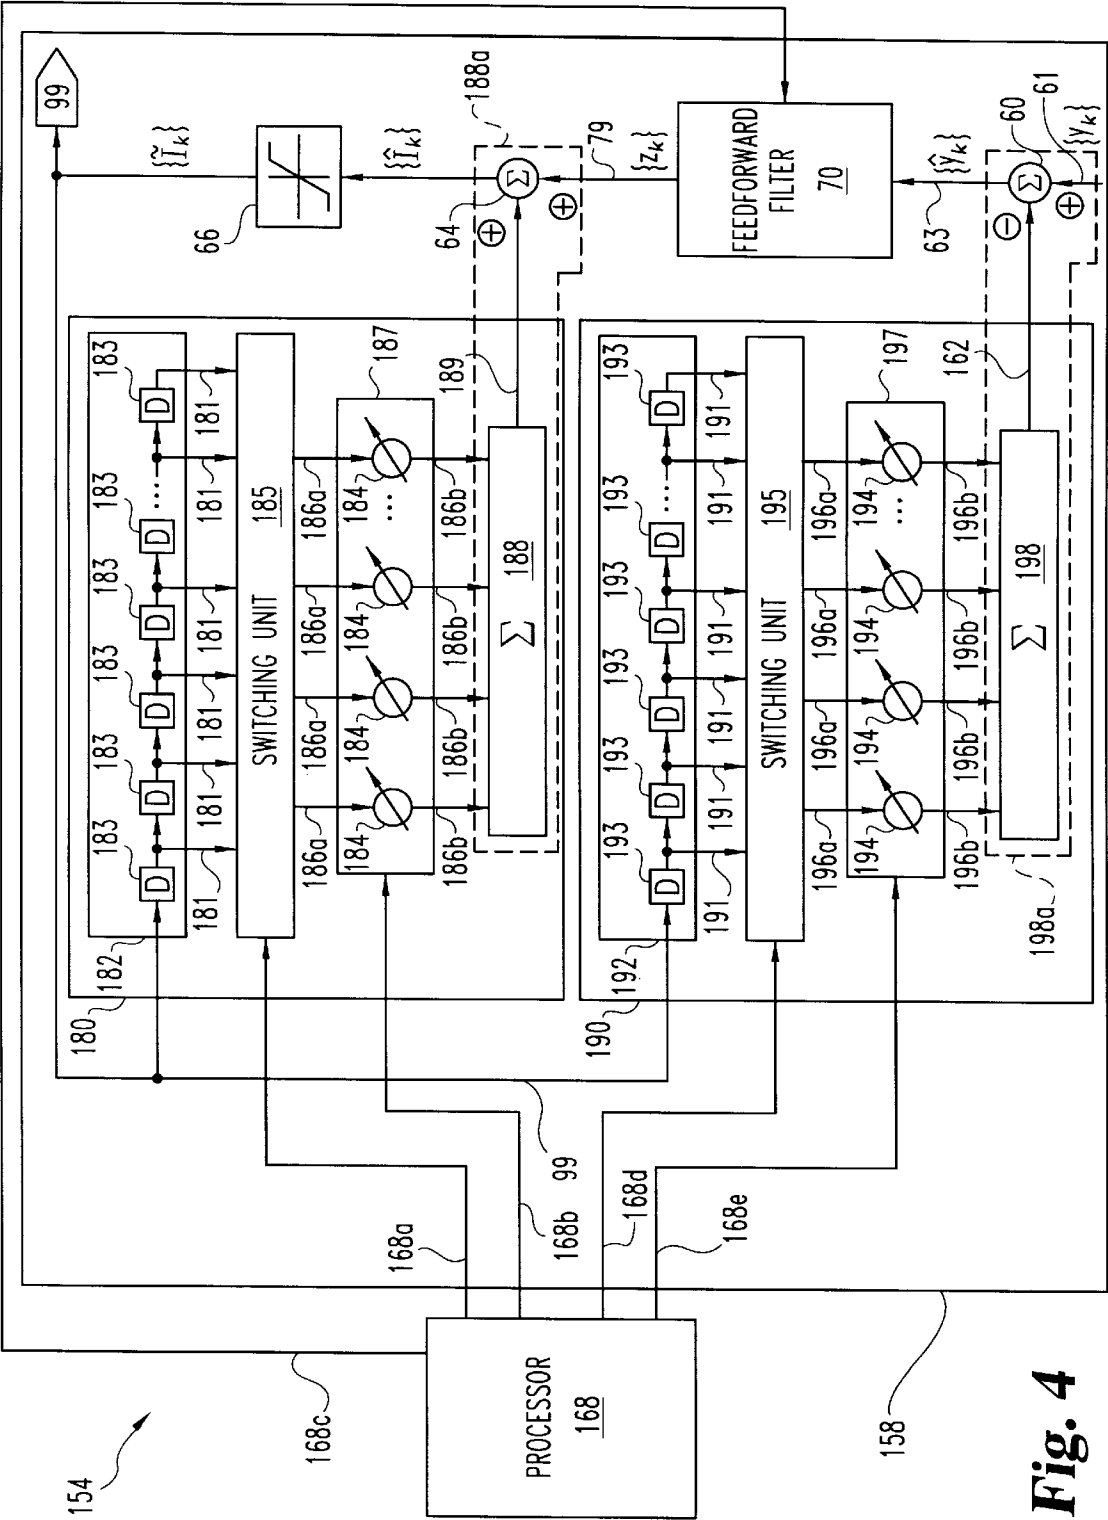 99
154
180
182
183 183 183 183 183 183
D D D D D .... D
{Ĩₖ}
181 181 181 181 181 181
66
SWITCHING UNIT 185
168c
186a 186a 186a 186a
187
184 184 184 184
...
168a
{Îₖ}
186b 186b 186b 186b
189
64
188a
+
Σ 188
Σ
+
PROCESSOR
168
168b
99
79
190
192
193 193 193 193 193 193
{zₖ}
168d
D D D D D .... D
191 191 191 191 191 191
168e
FEEDFORWARD
FILTER
70
SWITCHING UNIT 195
196a 196a 196a 196a
197
194 194 194 194
...
158
196b 196b 196b 196b
162
63
{ŷₖ}
−
Σ 198
Σ
60
198a
61
+
{yₖ}
Fig. 4